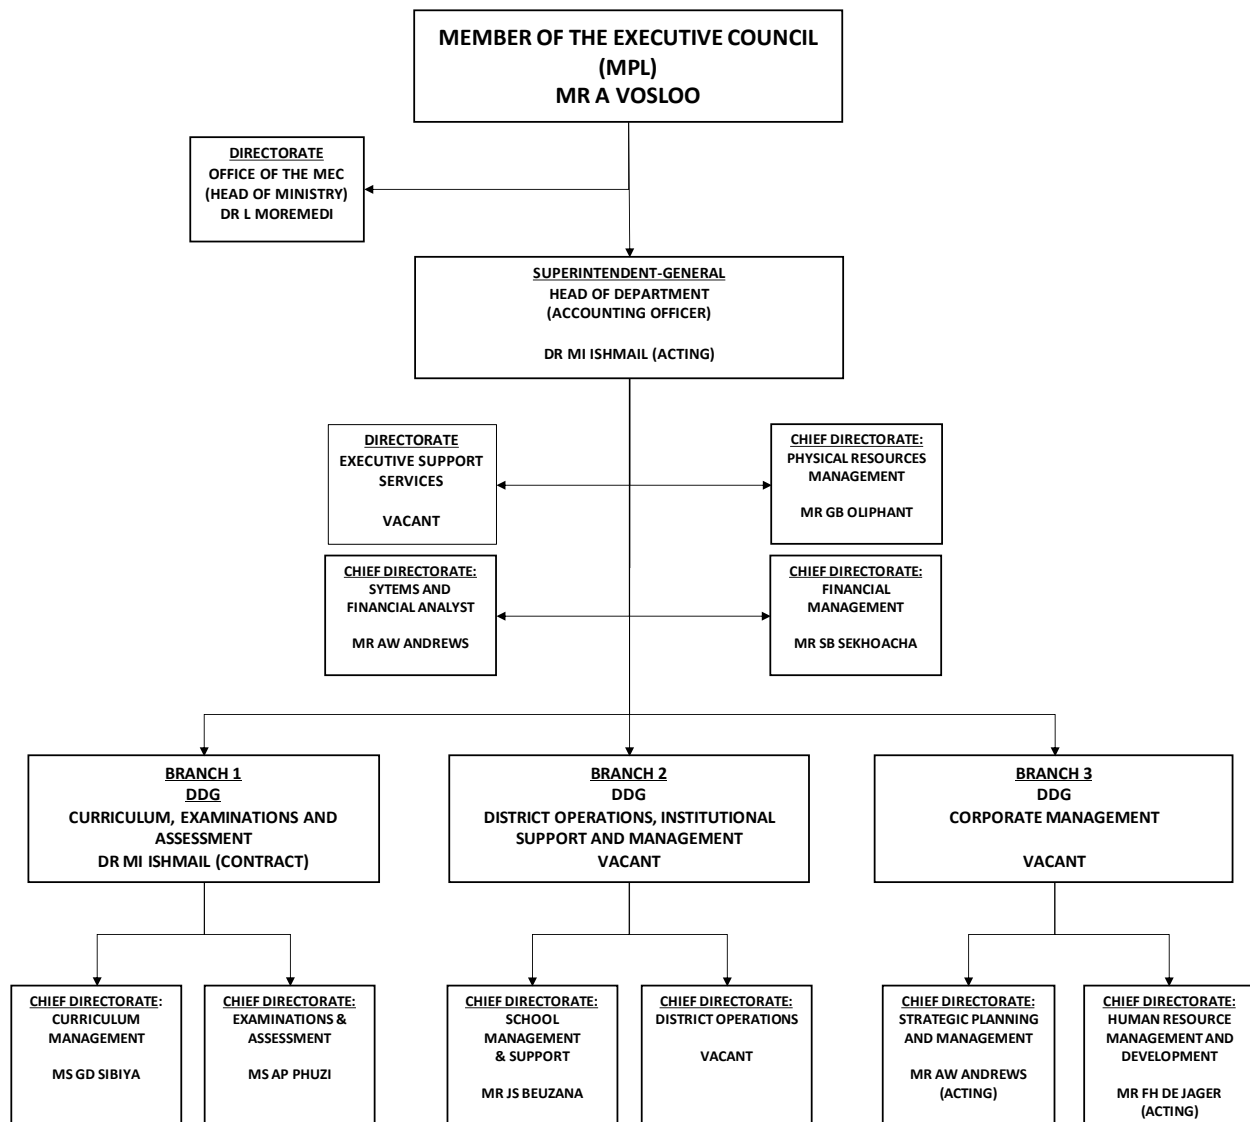 MEMBER OF THE EXECUTIVE COUNCIL
(MPL)
MR A VOSLOO
DIRECTORATE
OFFICE OF THE MEC
(HEAD OF MINISTRY)
DR L MOREMEDI
SUPERINTENDENT-GENERAL
HEAD OF DEPARTMENT
(ACCOUNTING OFFICER)
DR MI ISHMAIL (ACTING)
DIRECTORATE
EXECUTIVE SUPPORT
SERVICES
VACANT
CHIEF DIRECTORATE:
PHYSICAL RESOURCES
MANAGEMENT
MR GB OLIPHANT
CHIEF DIRECTORATE:
SYTEMS AND
FINANCIAL ANALYST
MR AW ANDREWS
CHIEF DIRECTORATE:
FINANCIAL
MANAGEMENT
MR SB SEKHOACHA
BRANCH 1
DDG
CURRICULUM, EXAMINATIONS AND
ASSESSMENT
DR MI ISHMAIL (CONTRACT)
BRANCH 2
DDG
DISTRICT OPERATIONS, INSTITUTIONAL
SUPPORT AND MANAGEMENT
VACANT
BRANCH 3
DDG
CORPORATE MANAGEMENT
VACANT
CHIEF DIRECTORATE:
CURRICULUM
MANAGEMENT
MS GD SIBIYA
CHIEF DIRECTORATE:
EXAMINATIONS &
ASSESSMENT
MS AP PHUZI
CHIEF DIRECTORATE:
SCHOOL
MANAGEMENT
& SUPPORT
MR JS BEUZANA
CHIEF DIRECTORATE:
DISTRICT OPERATIONS
VACANT
CHIEF DIRECTORATE:
STRATEGIC PLANNING
AND MANAGEMENT
MR AW ANDREWS
(ACTING)
CHIEF DIRECTORATE:
HUMAN RESOURCE
MANAGEMENT AND
DEVELOPMENT
MR FH DE JAGER
(ACTING)